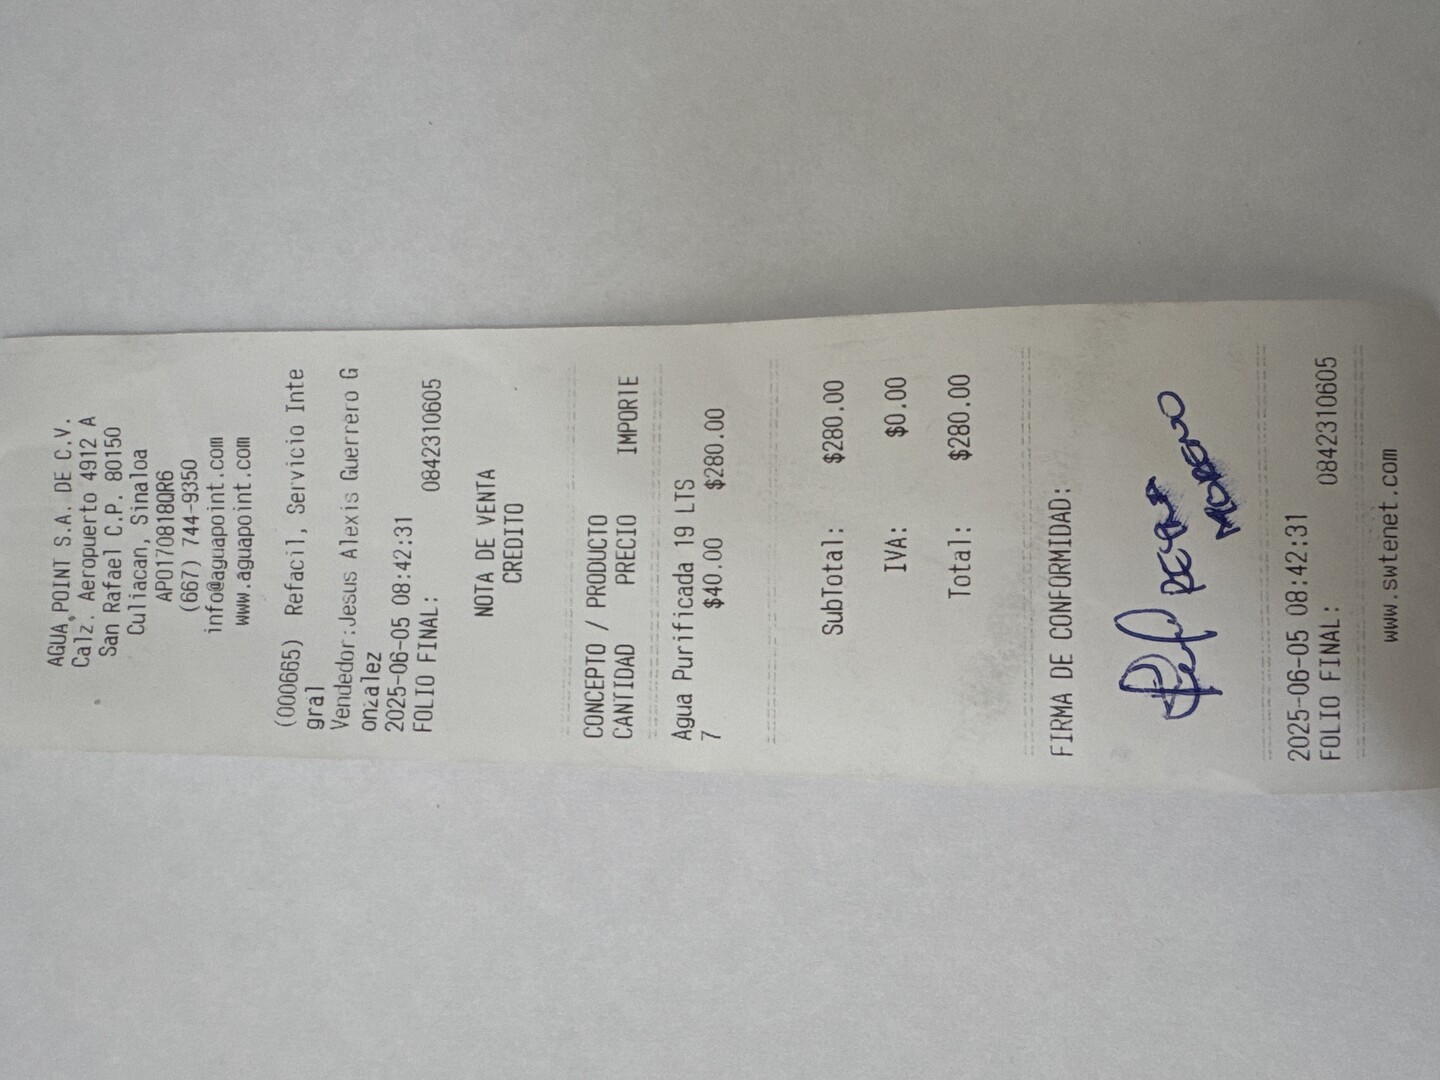 AGUA POINT S.A. DE C.V.
Calz. Aeropuerto 4912 A
San Rafael C.P. 80150
Culiacan, Sinaloa
APO170818QR6
(667) 744-9350
info@aguapoint.com
www.aguapoint.com
(000665) Refacil, Servicio Inte
gral
Vendedor:Jesus Alexis Guerrero G
onzalez
2025-06-05 08:42:31
FOLIO FINAL: 0842310605
NOTA DE VENTA
CREDITO
CONCEPTO / PRODUCTO
CANTIDAD PRECIO IMPORTE
Agua Purificada 19 LTS
7 $40.00 $280.00
SubTotal: $280.00
IVA: $0.00
Total: $280.00
FIRMA DE CONFORMIDAD:
MORENO
2025-06-05 08:42:31
FOLIO FINAL: 0842310605
www.swtenet.com